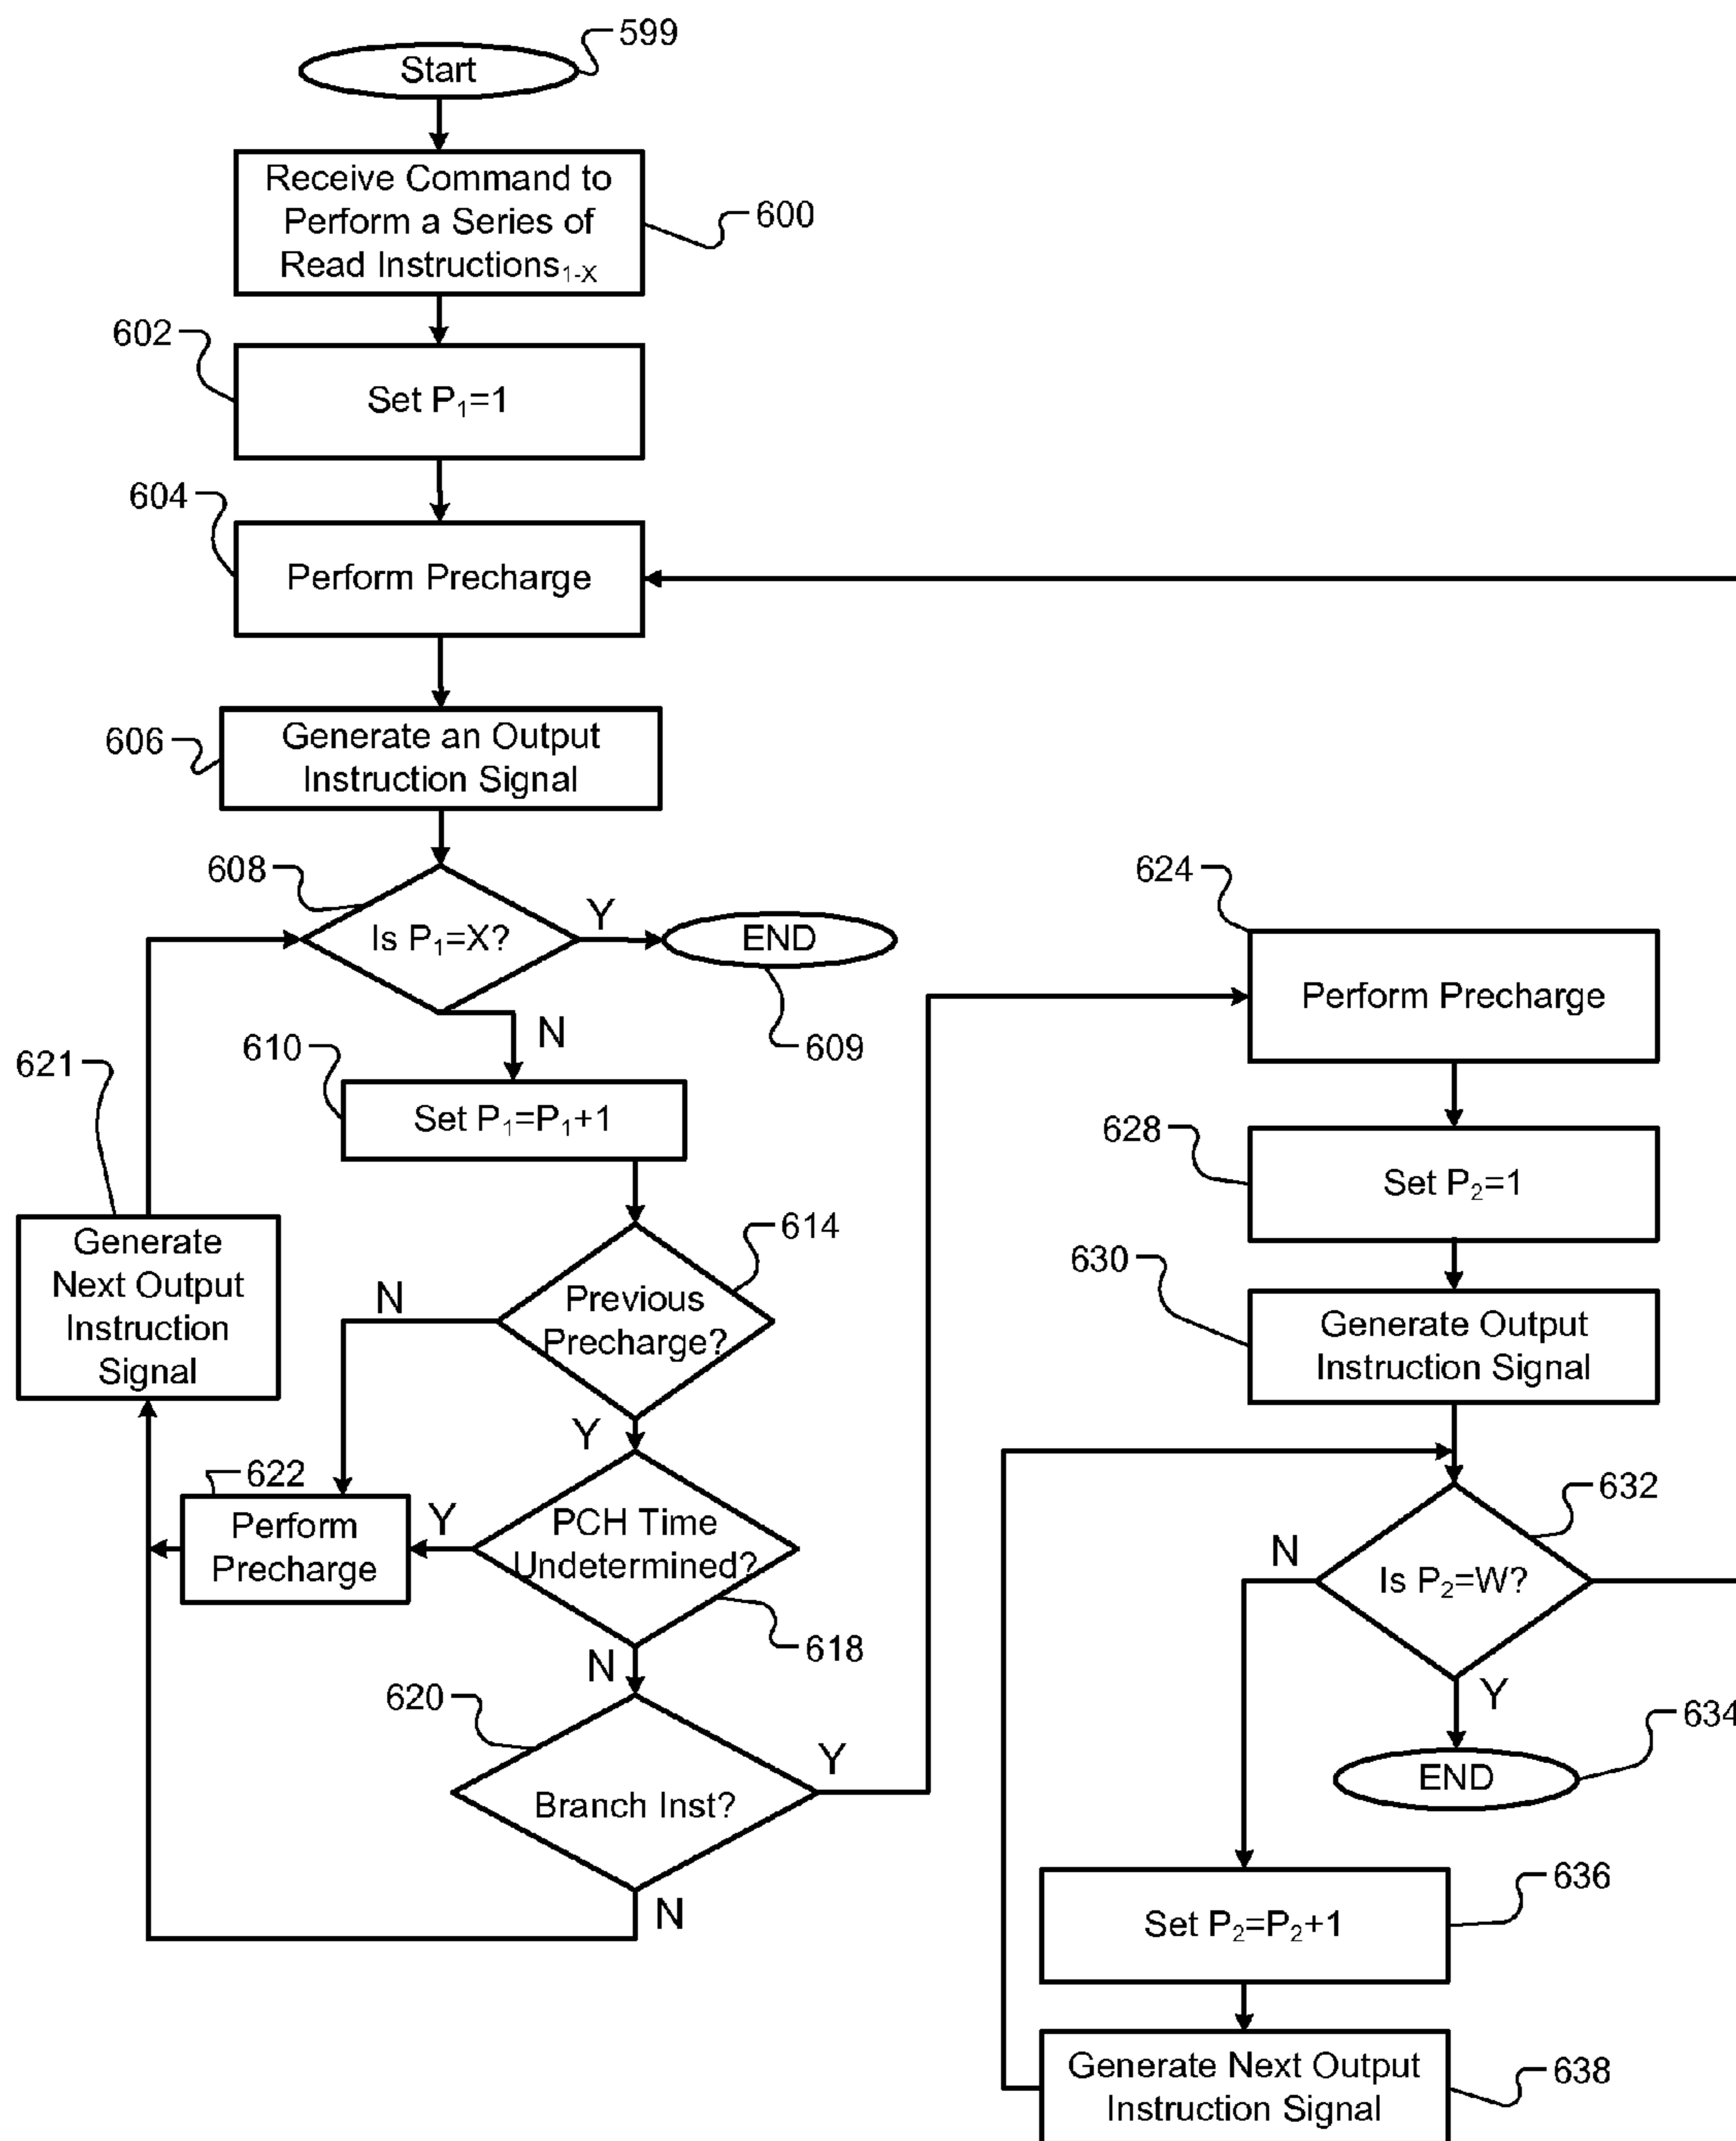 Start
599
Receive Command to
Perform a Series of
Read Instructions₁₋ₓ
600
602
Set P₁=1
604
Perform Precharge
606
Generate an Output
Instruction Signal
608
Is P₁=X?
Y
END
609
N
610
Set P₁=P₁+1
621
Generate
Next Output
Instruction
Signal
614
Previous
Precharge?
N
Y
622
Perform
Precharge
Y
PCH Time
Undetermined?
618
N
620
Branch Inst?
Y
N
624
Perform Precharge
628
Set P₂=1
630
Generate Output
Instruction Signal
632
Is P₂=W?
N
Y
634
END
636
Set P₂=P₂+1
Generate Next Output
Instruction Signal
638